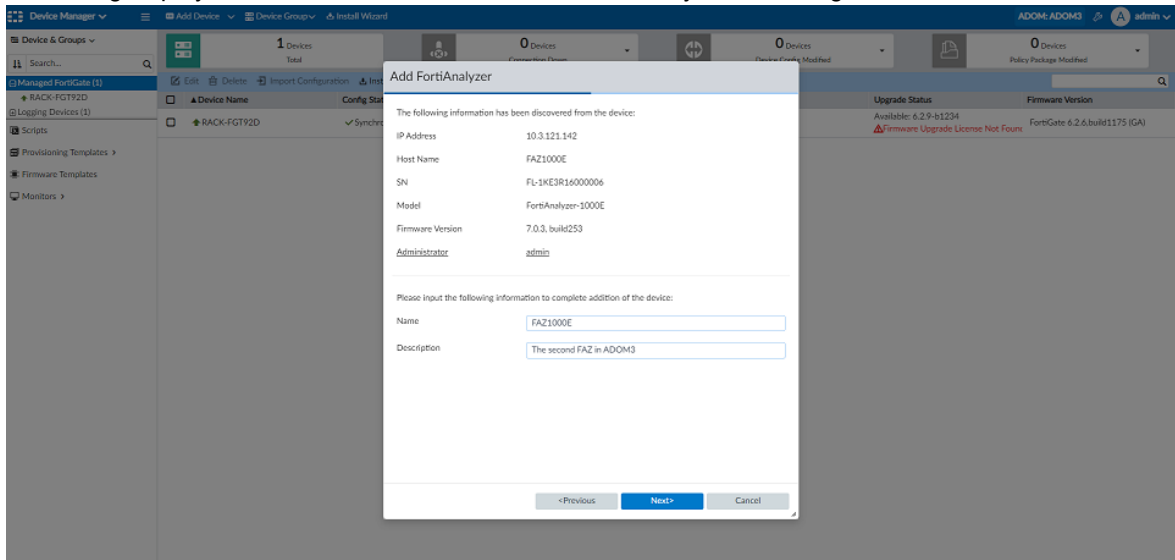 Device Manager
Add Device
Device Group
Install Wizard
ADOM: ADOM3
A
admin
Device & Groups
Search...
Managed FortiGate (1)
RACK-FGT92D
Logging Devices (1)
Scripts
Provisioning Templates >
Firmware Templates
Monitors >
1 Devices
Total
0 Devices
Connection Down
0 Devices
Device Config Modified
0 Devices
Policy Package Modified
Edit
Delete
Import Configuration
Device Name
Upgrade Status
Firmware Version
RACK-FGT92D
Available: 6.2.9-b1234
Firmware Upgrade License Not Foun
FortiGate 6.2.6,build1175 (GA)
Add FortiAnalyzer
The following information has been discovered from the device:
IP Address 10.3.121.142
Host Name FAZ1000E
SN FL-1KE3R16000006
Model FortiAnalyzer-1000E
Firmware Version 7.0.3, build253
Administrator admin
Please input the following information to complete addition of the device:
Name FAZ1000E
Description The second FAZ in ADOM3
<Previous
Next>
Cancel